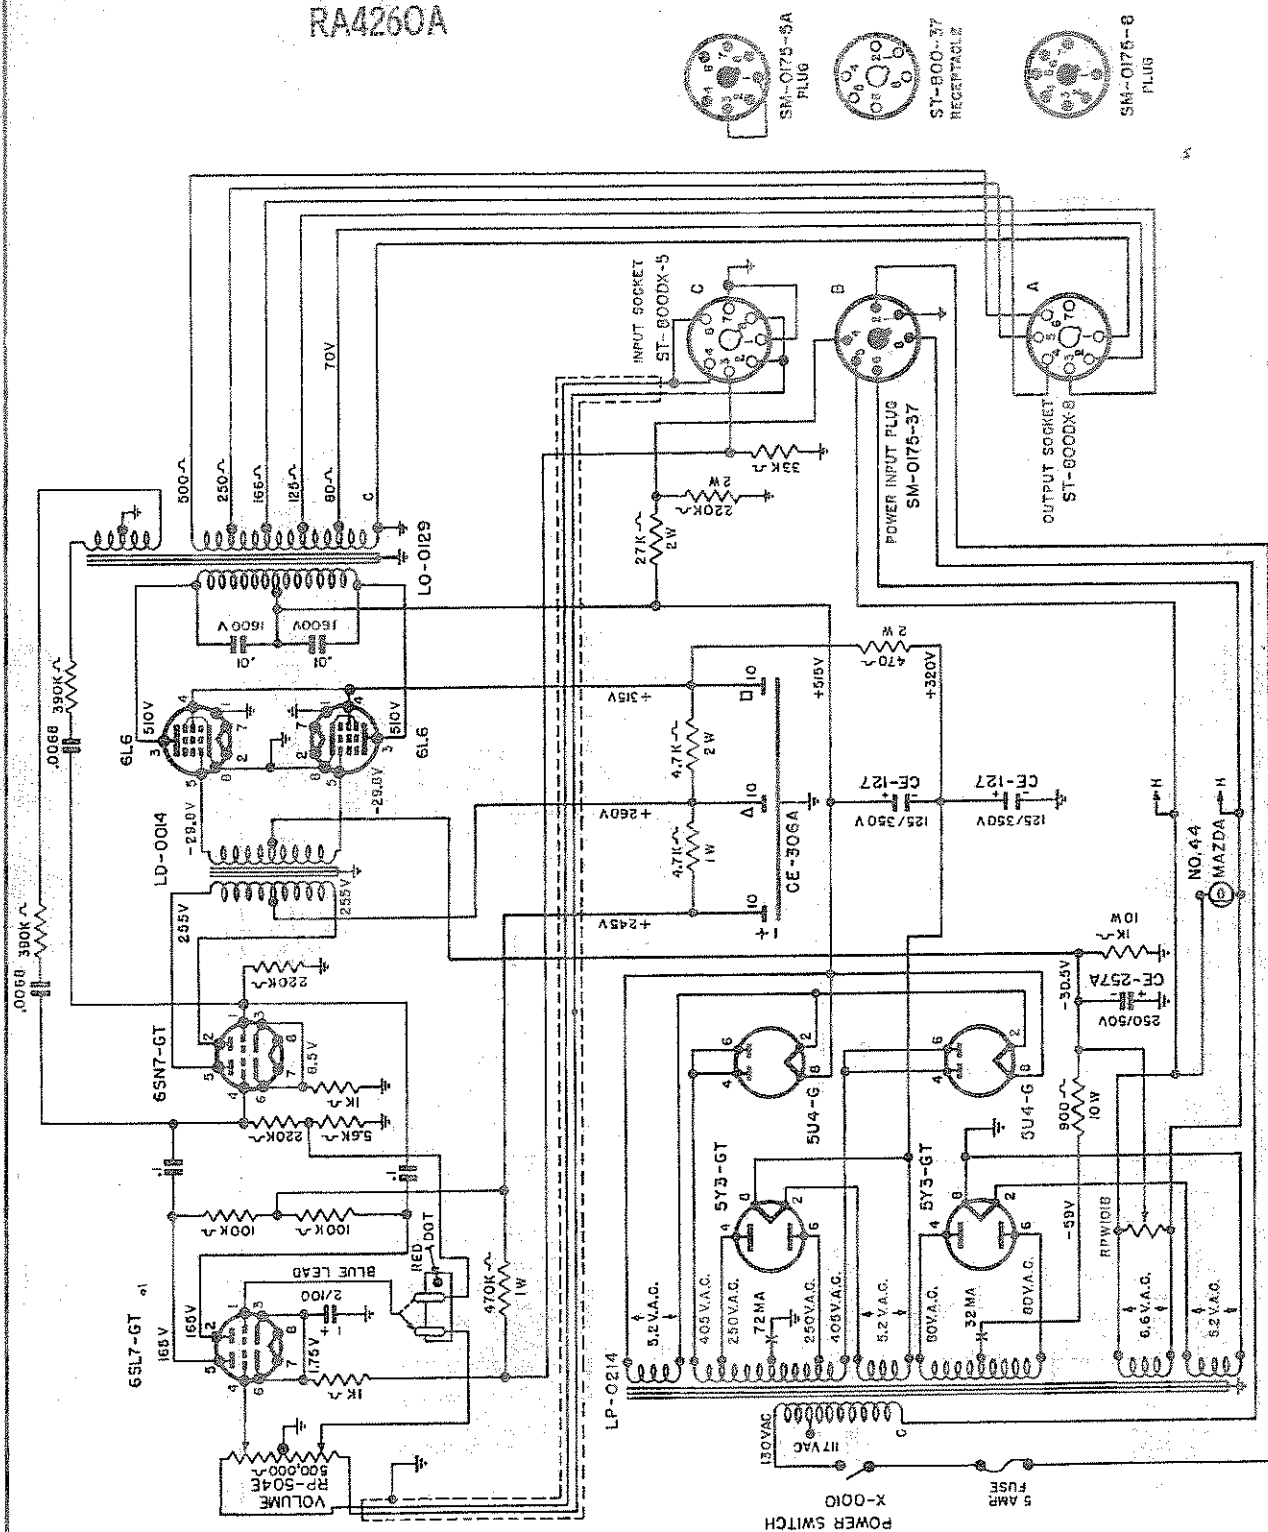 RA4260A
SM-0175-5A
PLUG
ST-800-37
RECEPTACLE
SM-0175-8
PLUG
INPUT SOCKET
ST-800DX-5
C
B
A
POWER INPUT PLUG
SM-0175-37
OUTPUT SOCKET
ST-800DX-8
500
250
166
125
80
70V
C
LO-0129
.0068 390K
.0068 390K
.01 1600V
.01 1600V
6L6
510V
6L6
510V
-29.8V
-29.8V
LD-0014
255V
255V
6SN7-GT
220K
8.5V
1K
220K
5.6K
.1
.1
100K
100K
6SL7-GT
165V
165V
BLUE LEAD
RED DOT
2/100
1.75V
1K
470K
1W
VOLUME
RP-504E
500,000
33K
220K
2W
27K
2W
470
2W
+315V
4.7K
2W
+260V
4.7K
1W
+245V
10
10
10
CE-306A
+515V
+320V
125/350V
CE-127
125/350V
CE-127
H
H
NO.44
MAZDA
1K
10W
-30.5V
CE-257A
250/50V
900
10W
-59V
RPW1018
5U4-G
5U4-G
5Y3-GT
5Y3-GT
LP-0214
5.2V.A.C.
405V.A.C.
250V.A.C.
72MA
250V.A.C.
405V.A.C.
5.2V.A.C.
80V.A.C.
32MA
80V.A.C.
6.6V.A.C.
5.2V.A.C.
130VAC
117VAC
C
POWER SWITCH
X-0010
5 AMP
FUSE